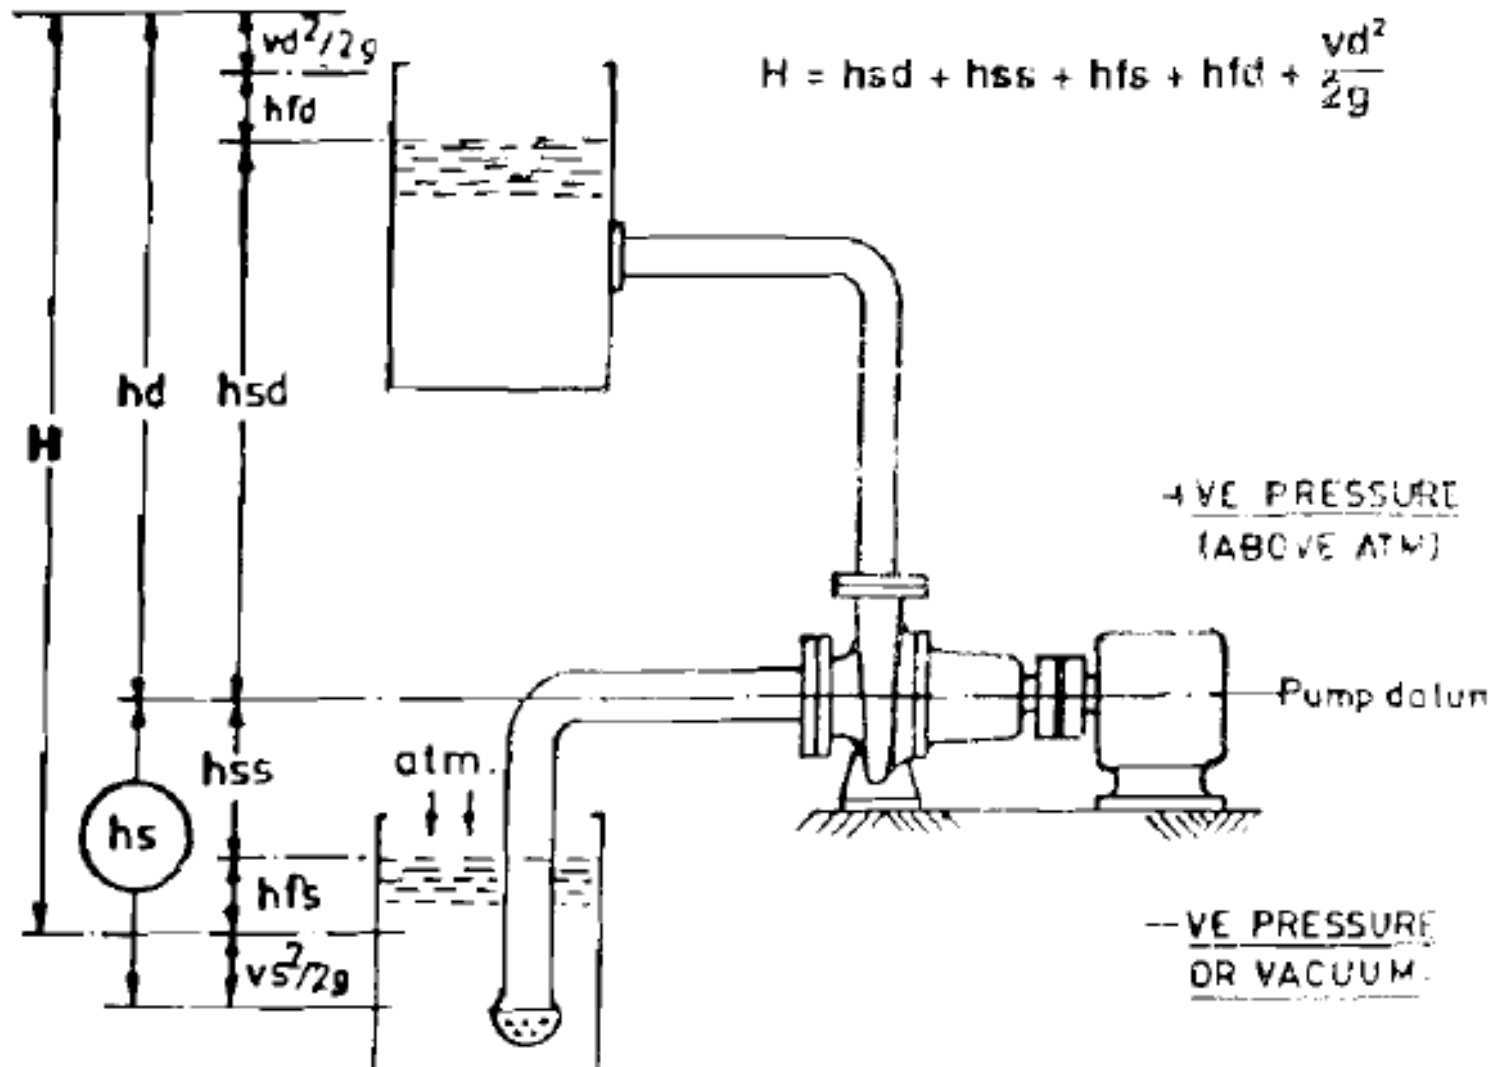 vd²/2g
H = hsd + hss + hfs + hfd + vd²/2g
hfd
hd
hsd
H
+VE PRESSURE
(ABOVE ATM)
Pump datum
hss
atm.
hs
hfs
vs²/2g
-VE PRESSURE
OR VACUUM.